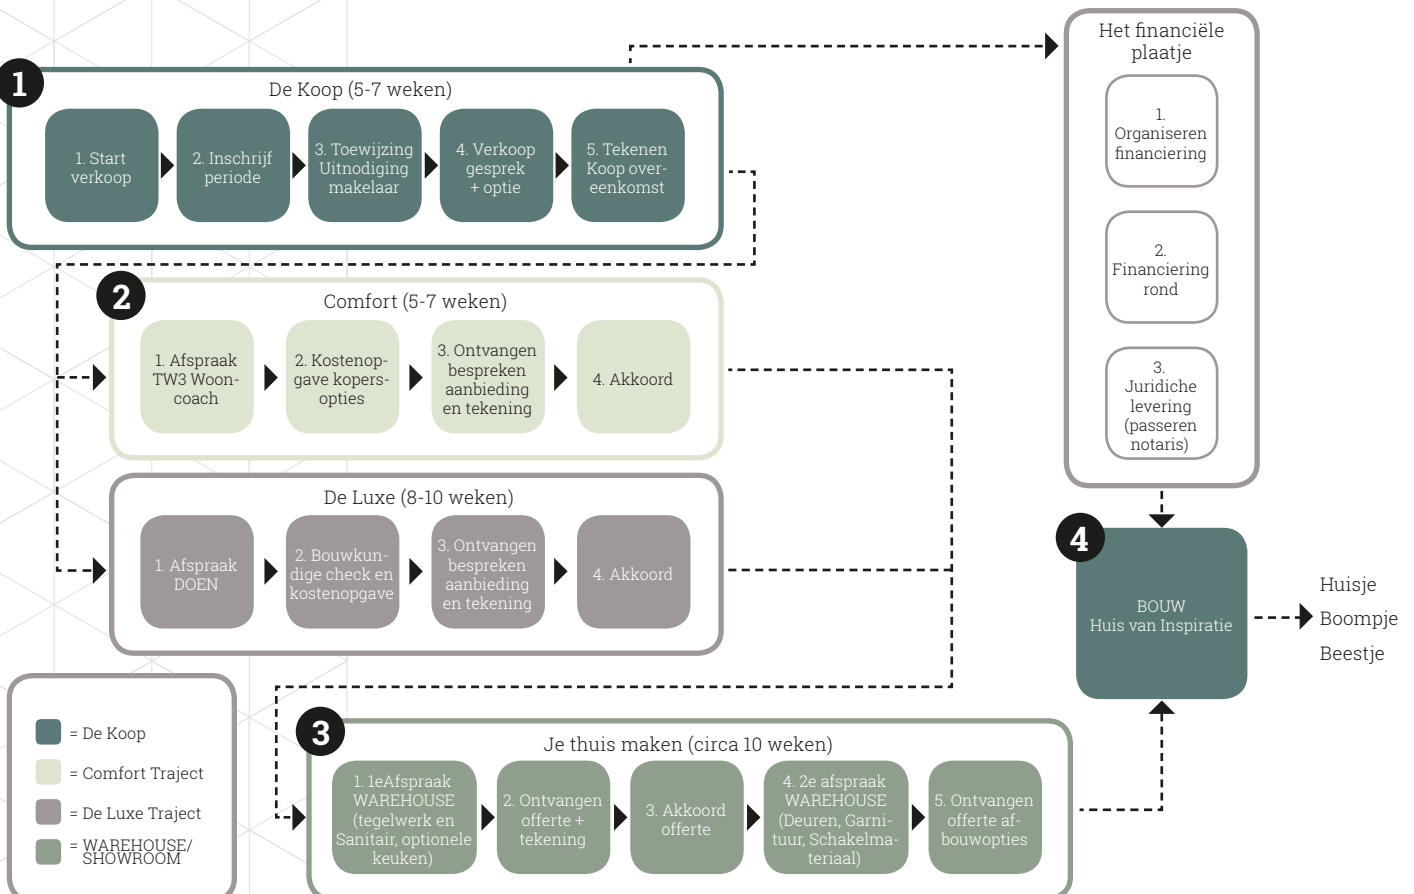 1
De Koop (5-7 weken)
1. Start
verkoop
2. Inschrijf
periode
3. Toewijzing
Uitnodiging
makelaar
4. Verkoop
gesprek
+ optie
5. Tekenen
Koop over-
eenkomst
Het financiële
plaatje
1.
Organiseren
financiering
2.
Financiering
rond
3.
Juridiche
levering
(passeren
notaris)
2
Comfort (5-7 weken)
1. Afspraak
TW3 Woon-
coach
2. Kostenop-
gave kopers-
opties
3. Ontvangen
bespreken
aanbieding
en tekening
4. Akkoord
De Luxe (8-10 weken)
1. Afspraak
DOEN
2. Bouwkun-
dige check en
kostenopgave
3. Ontvangen
bespreken
aanbieding
en tekening
4. Akkoord
4
BOUW
Huis van Inspiratie
Huisje
Boompje
Beestje
= De Koop
= Comfort Traject
= De Luxe Traject
= WAREHOUSE/
SHOWROOM
3
Je thuis maken (circa 10 weken)
1. 1eAfspraak
WAREHOUSE
(tegelwerk en
Sanitair, optionele
keuken)
2. Ontvangen
offerte +
tekening
3. Akkoord
offerte
4. 2e afspraak
WAREHOUSE
(Deuren, Garni-
tuur, Schakelma-
teriaal)
5. Ontvangen
offerte af-
bouwopties